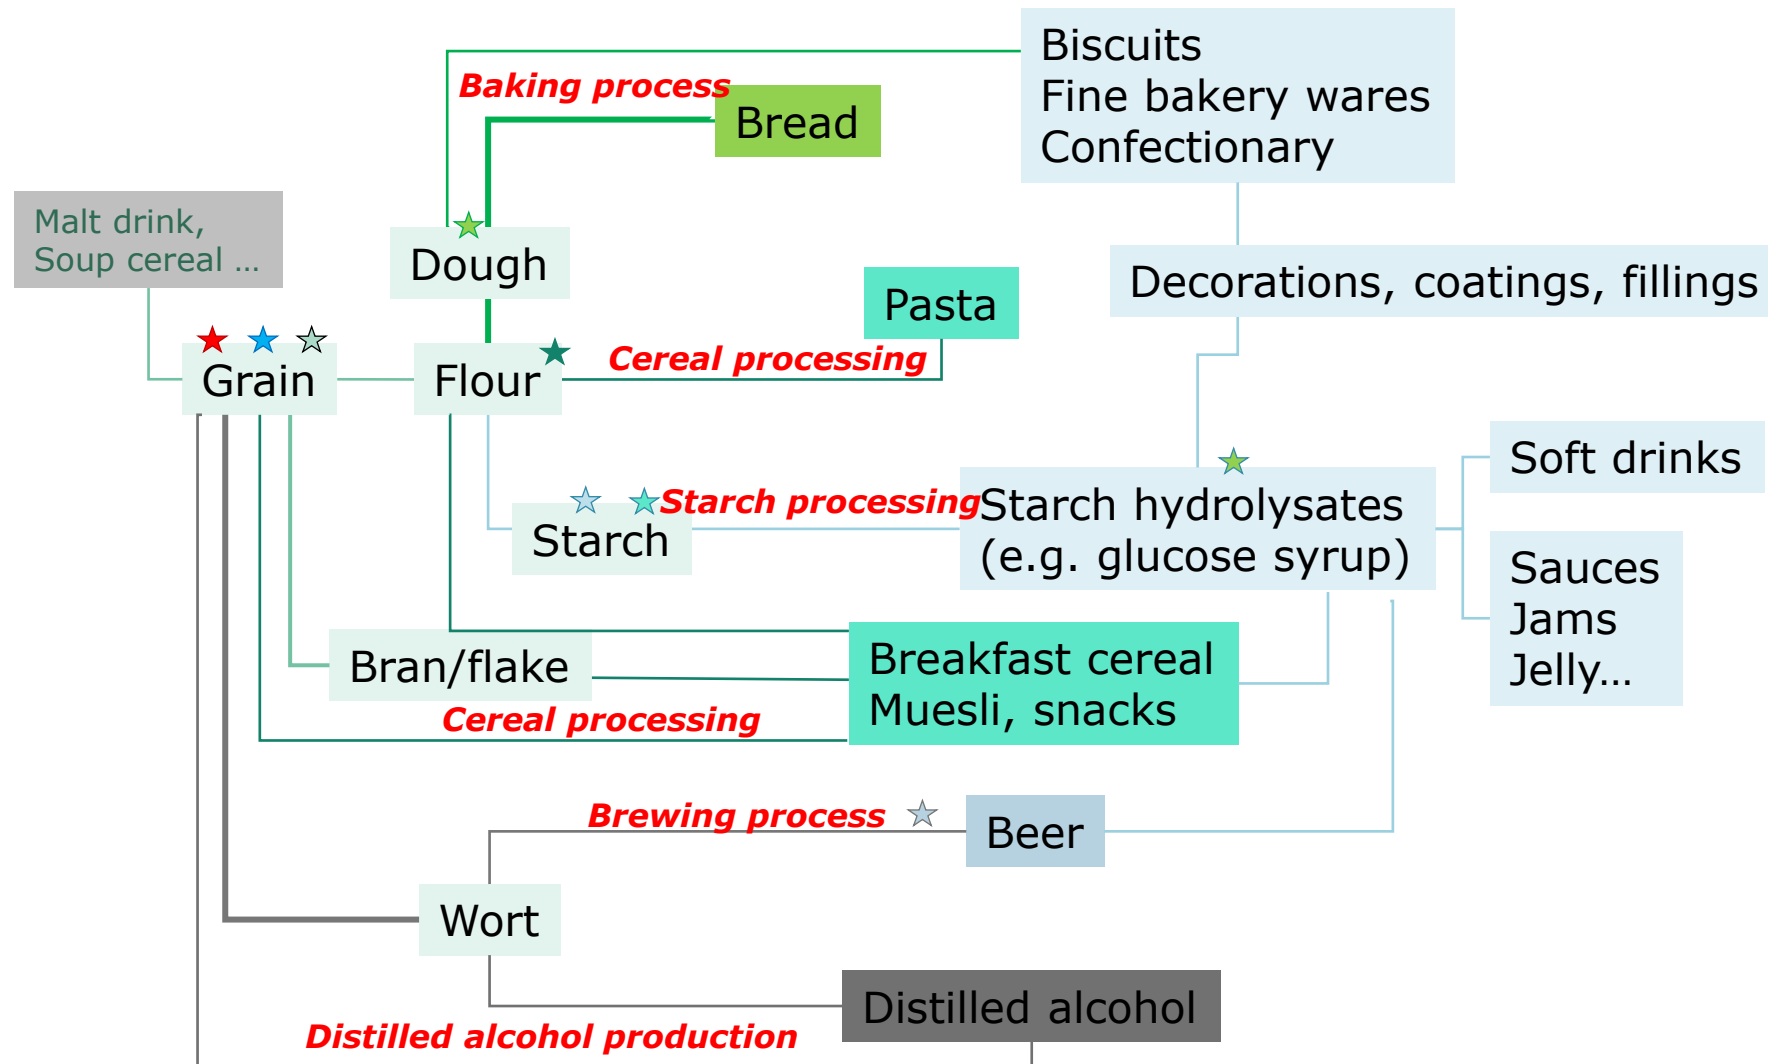 Biscuits
Fine bakery wares
Confectionary
Baking process
Bread
Malt drink,
Soup cereal ...
Dough
Decorations, coatings, fillings
Pasta
Cereal processing
Grain
Flour
Soft drinks
Starch processing
Starch hydrolysates
(e.g. glucose syrup)
Starch
Sauces
Jams
Jelly...
Bran/flake
Breakfast cereal
Muesli, snacks
Cereal processing
Brewing process
Beer
Wort
Distilled alcohol
Distilled alcohol production